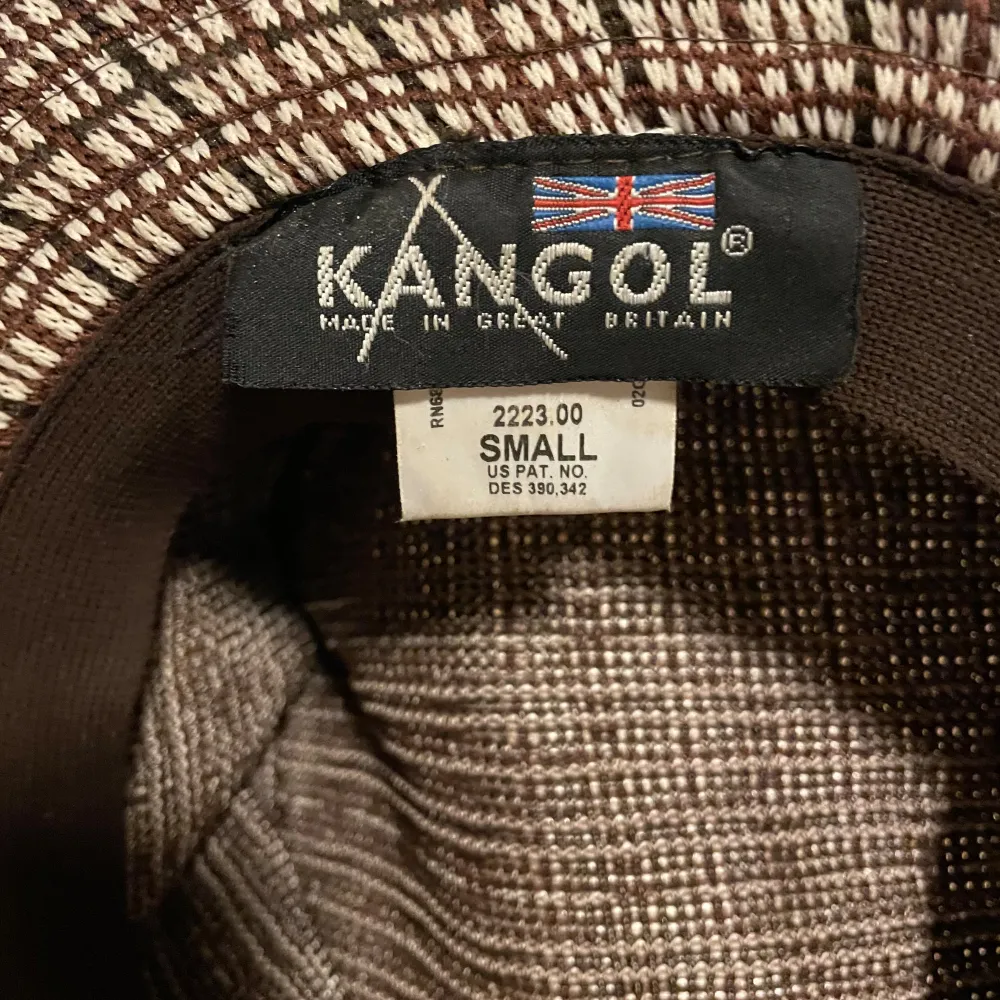 KANGOL®
MADE IN GREAT BRITAIN
2223.00
SMALL
US PAT. NO.
DES 390,342